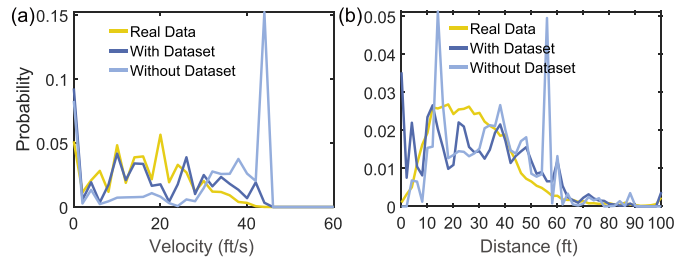 (a)
0.15
0.1
0.05
0
Probability
Real Data
With Dataset
Without Dataset
0
20
40
60
Velocity (ft/s)
(b)
0.05
0.04
0.03
0.02
0.01
0
Real Data
With Dataset
Without Dataset
0 10 20 30 40 50 60 70 80 90 100
Distance (ft)